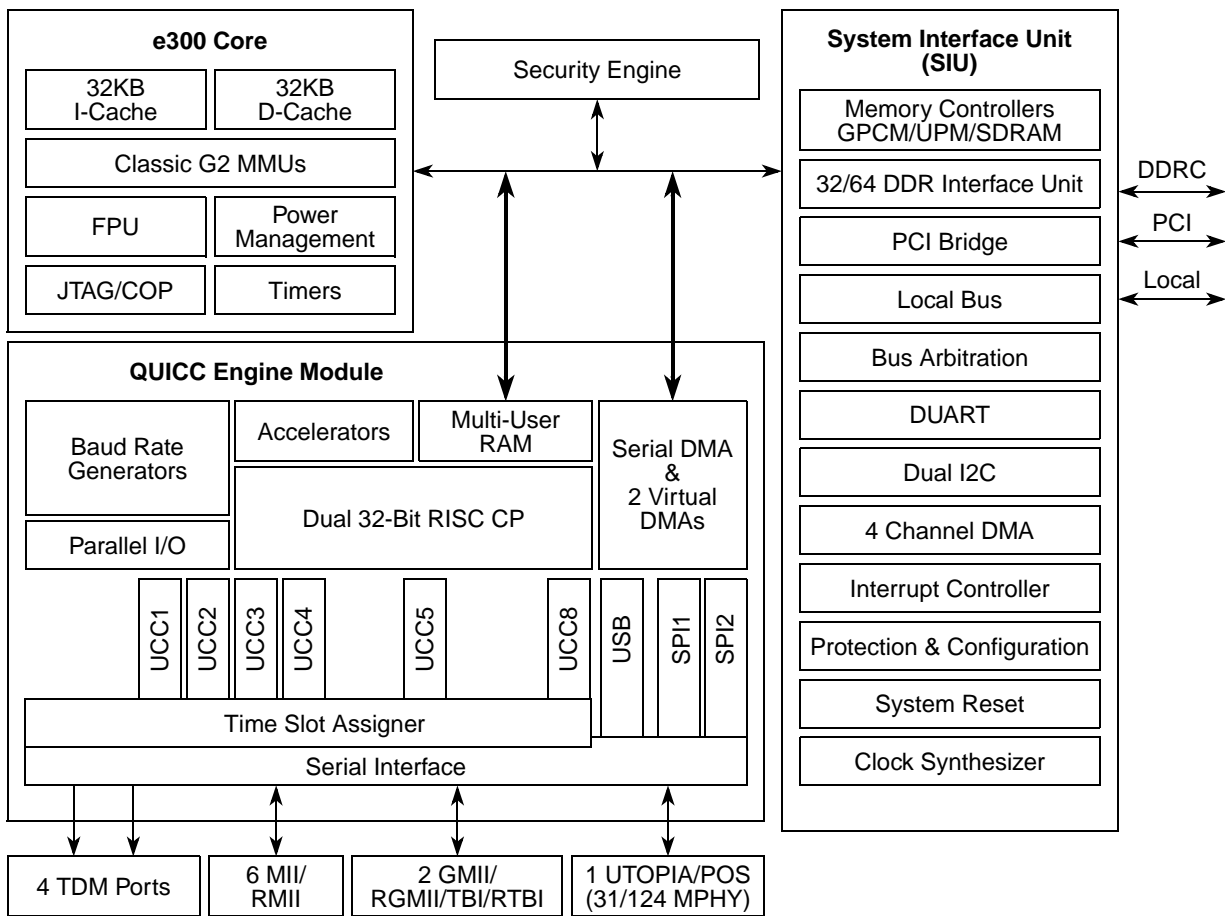 e300 Core
32KB
I-Cache
32KB
D-Cache
Classic G2 MMUs
FPU
Power
Management
JTAG/COP
Timers
Security Engine
System Interface Unit
(SIU)
Memory Controllers
GPCM/UPM/SDRAM
32/64 DDR Interface Unit
PCI Bridge
Local Bus
Bus Arbitration
DUART
Dual I2C
4 Channel DMA
Interrupt Controller
Protection & Configuration
System Reset
Clock Synthesizer
DDRC
PCI
Local
QUICC Engine Module
Baud Rate
Generators
Parallel I/O
Accelerators
Multi-User
RAM
Dual 32-Bit RISC CP
Serial DMA
&
2 Virtual
DMAs
UCC1
UCC2
UCC3
UCC4
UCC5
UCC8
USB
SPI1
SPI2
Time Slot Assigner
Serial Interface
4 TDM Ports
6 MII/
RMII
2 GMII/
RGMII/TBI/RTBI
1 UTOPIA/POS
(31/124 MPHY)